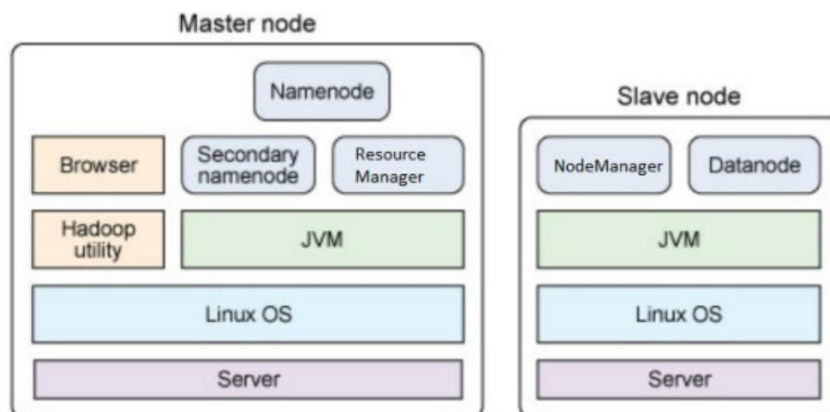 Master node
Namenode
Slave node
Browser
Secondary
namenode
Resource
Manager
NodeManager
Datanode
Hadoop
utility
JVM
JVM
Linux OS
Linux OS
Server
Server